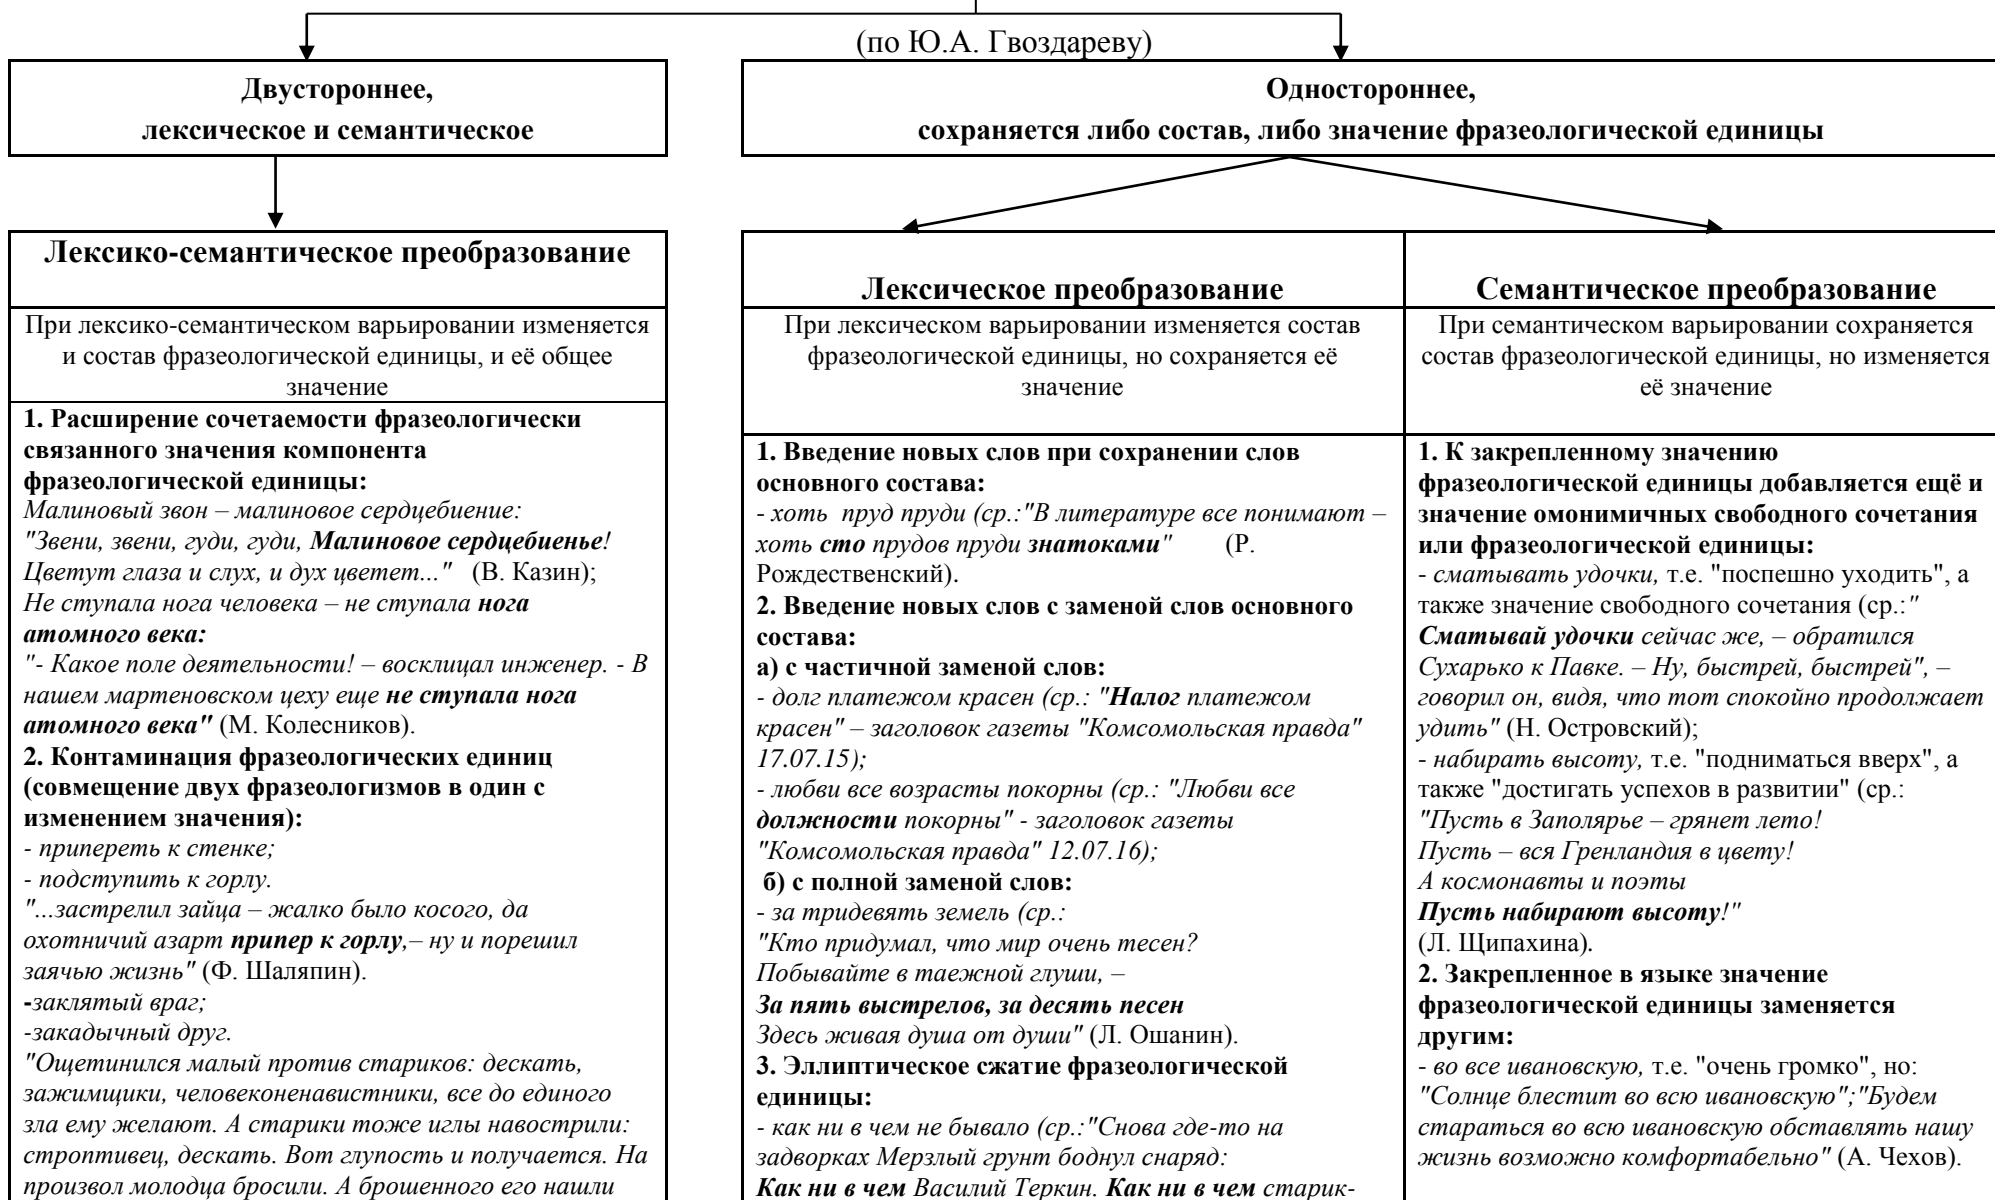 (по Ю.А. Гвоздареву)
Двустороннее,
лексическое и семантическое
Одностороннее,
сохраняется либо состав, либо значение фразеологической единицы
Лексико-семантическое преобразование
При лексико-семантическом варьировании изменяется
и состав фразеологической единицы, и её общее
значение
1. Расширение сочетаемости фразеологически
связанного значения компонента
фразеологической единицы:
Малиновый звон – малиновое сердцебиение:
"Звени, звени, гуди, гуди, Малиновое сердцебиенье!
Цветут глаза и слух, и дух цветет..." (В. Казин);
Не ступала нога человека – не ступала нога
атомного века:
"- Какое поле деятельности! – восклицал инженер. - В
нашем мартеновском цеху еще не ступала нога
атомного века" (М. Колесников).
2. Контаминация фразеологических единиц
(совмещение двух фразеологизмов в один с
изменением значения):
- припереть к стенке;
- подступить к горлу.
"...застрелил зайца – жалко было косого, да
охотничий азарт припер к горлу,– ну и порешил
заячью жизнь" (Ф. Шаляпин).
-заклятый враг;
-закадычный друг.
"Ощетинился малый против стариков: дескать,
зажимщики, человеконенавистники, все до единого
зла ему желают. А старики тоже иглы навострили:
строптивец, дескать. Вот глупость и получается. На
произвол молодца бросили. А брошенного его нашли
Лексическое преобразование
При лексическом варьировании изменяется состав
фразеологической единицы, но сохраняется её
значение
1. Введение новых слов при сохранении слов
основного состава:
- хоть пруд пруди (ср.:"В литературе все понимают –
хоть сто прудов пруди знатоками" (Р.
Рождественский).
2. Введение новых слов с заменой слов основного
состава:
а) с частичной заменой слов:
- долг платежом красен (ср.: "Налог платежом
красен" – заголовок газеты "Комсомольская правда"
17.07.15);
- любви все возрасты покорны (ср.: "Любви все
должности покорны" - заголовок газеты
"Комсомольская правда" 12.07.16);
б) с полной заменой слов:
- за тридевять земель (ср.:
"Кто придумал, что мир очень тесен?
Побывайте в таежной глуши, –
За пять выстрелов, за десять песен
Здесь живая душа от души" (Л. Ошанин).
3. Эллиптическое сжатие фразеологической
единицы:
- как ни в чем не бывало (ср.:"Снова где-то на
задворках Мерзлый грунт боднул снаряд:
Как ни в чем Василий Теркин. Как ни в чем старик-
Семантическое преобразование
При семантическом варьировании сохраняется
состав фразеологической единицы, но изменяется
её значение
1. К закрепленному значению
фразеологической единицы добавляется ещё и
значение омонимичных свободного сочетания
или фразеологической единицы:
- сматывать удочки, т.е. "поспешно уходить", а
также значение свободного сочетания (ср.:"
Сматывай удочки сейчас же, – обратился
Сухарько к Павке. – Ну, быстрей, быстрей", –
говорил он, видя, что тот спокойно продолжает
удить" (Н. Островский);
- набирать высоту, т.е. "подниматься вверх", а
также "достигать успехов в развитии" (ср.:
"Пусть в Заполярье – грянет лето!
Пусть – вся Гренландия в цвету!
А космонавты и поэты
Пусть набирают высоту!"
(Л. Щипахина).
2. Закрепленное в языке значение
фразеологической единицы заменяется
другим:
- во все ивановскую, т.е. "очень громко", но:
"Солнце блестит во всю ивановскую";"Будем
стараться во всю ивановскую обставлять нашу
жизнь возможно комфортабельно" (А. Чехов).